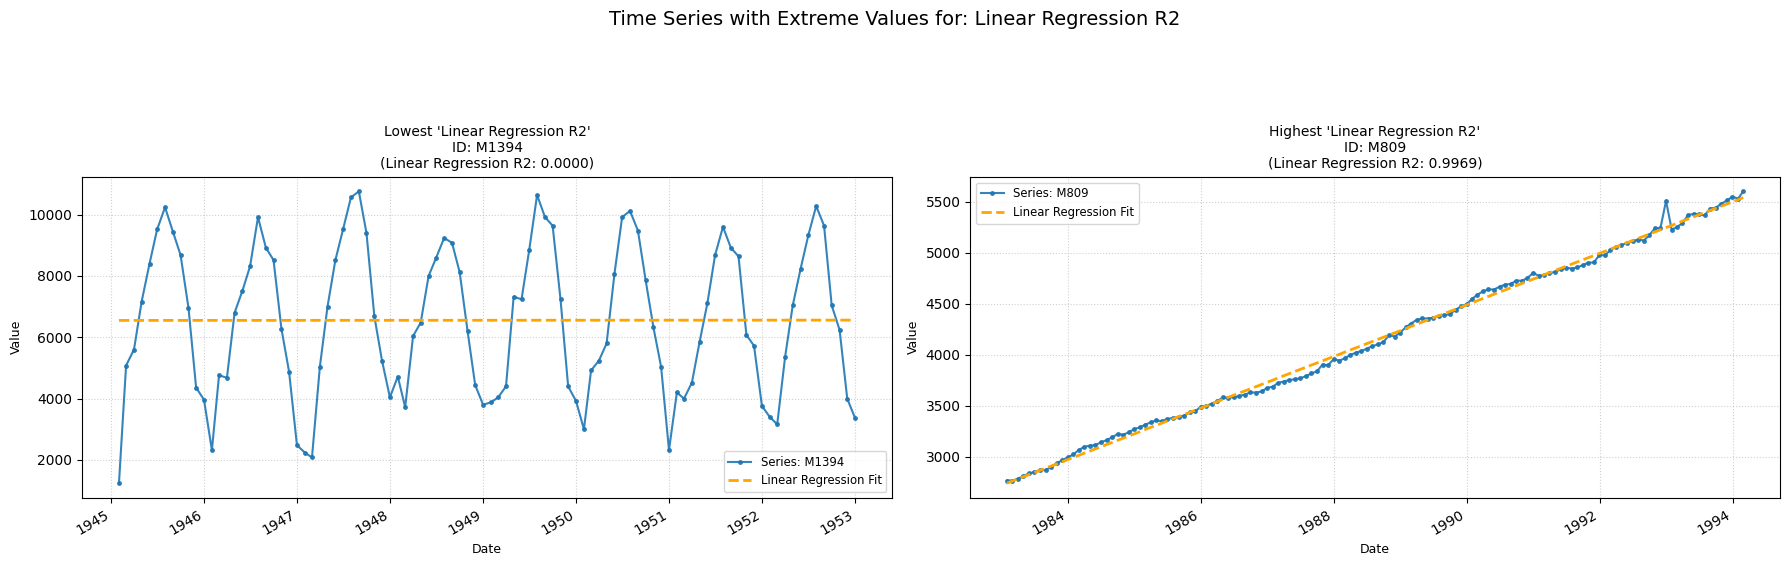 Time Series with Extreme Values for: Linear Regression R2
Lowest 'Linear Regression R2'
ID: M1394
(Linear Regression R2: 0.0000)
10000
8000
6000
4000
2000
Value
Series: M1394
Linear Regression Fit
1945
1946
1947
1948
1949
1950
1951
1952
1953
Date
Highest 'Linear Regression R2'
ID: M809
(Linear Regression R2: 0.9969)
Series: M809
Linear Regression Fit
5500
5000
4500
4000
3500
3000
Value
1984
1986
1988
1990
1992
1994
Date